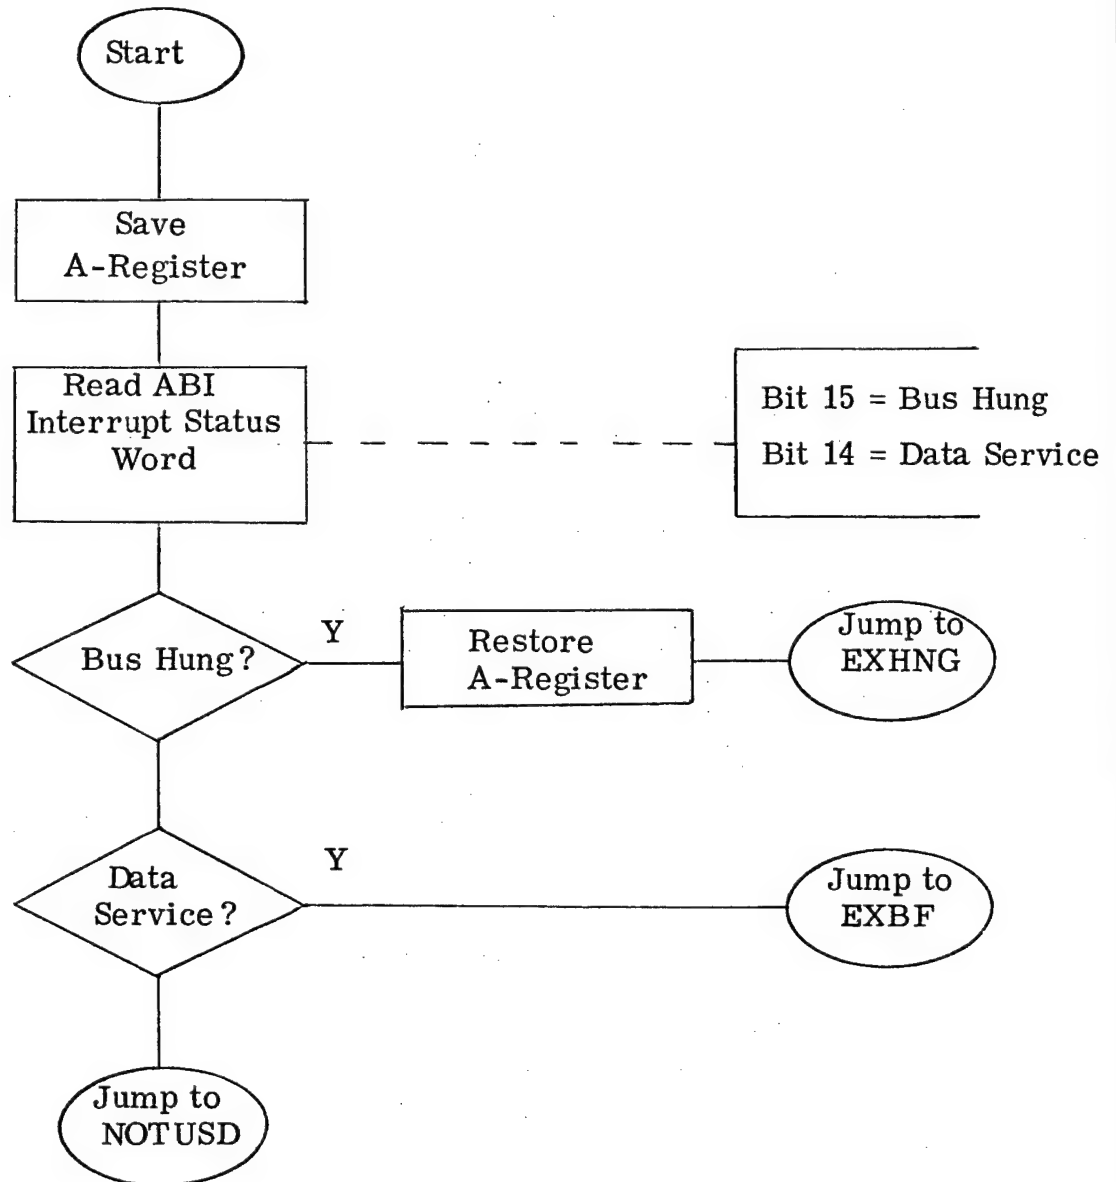 Start
Save
A-Register
Read ABI
Interrupt Status
Word
Bit 15 = Bus Hung
Bit 14 = Data Service
Bus Hung?
Y
Restore
A-Register
Jump to
EXHNG
Data
Service?
Y
Jump to
EXBF
Jump to
NOTUSD